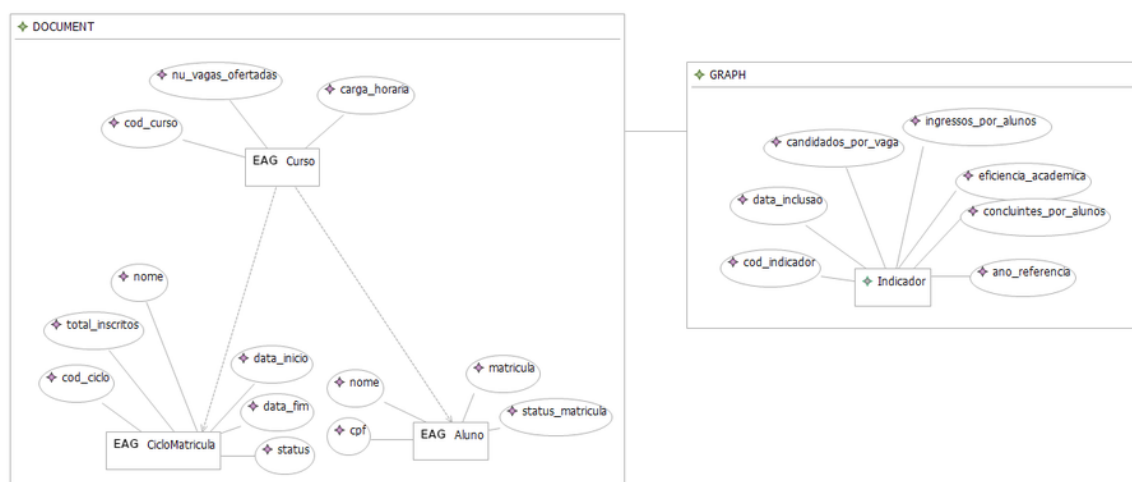 DOCUMENT
nu_vagas_ofertadas
carga_horaria
cod_curso
EAG Curso
nome
total_inscritos
cod_ciclo
data_inicio
data_fim
status
EAG CicloMatricula
matricula
nome
status_matricula
cpf
EAG Aluno
GRAPH
ingressos_por_alunos
candidados_por_vaga
eficiencia_academica
data_inclusao
concluintes_por_alunos
cod_indicador
ano_referencia
Indicador